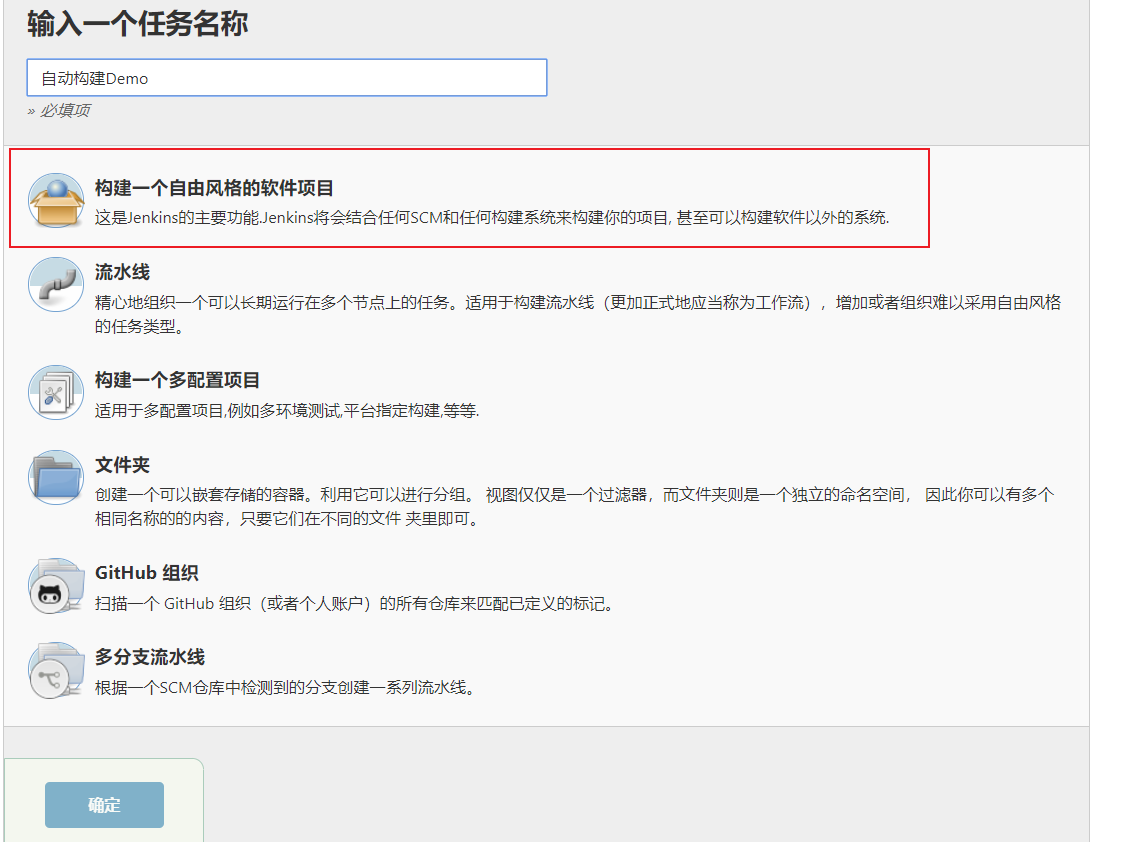 输入一个任务名称
自动构建Demo
» 必填项
构建一个自由风格的软件项目
这是Jenkins的主要功能.Jenkins将会结合任何SCM和任何构建系统来构建你的项目, 甚至可以构建软件以外的系统.
流水线
精心地组织一个可以长期运行在多个节点上的任务。适用于构建流水线（更加正式地应当称为工作流），增加或者组织难以采用自由风格
的任务类型。
构建一个多配置项目
适用于多配置项目,例如多环境测试,平台指定构建,等等.
文件夹
创建一个可以嵌套存储的容器。利用它可以进行分组。 视图仅仅是一个过滤器，而文件夹则是一个独立的命名空间， 因此你可以有多个
相同名称的的内容，只要它们在不同的文件 夹里即可。
GitHub 组织
扫描一个 GitHub 组织（或者个人账户）的所有仓库来匹配已定义的标记。
多分支流水线
根据一个SCM仓库中检测到的分支创建一系列流水线。
确定